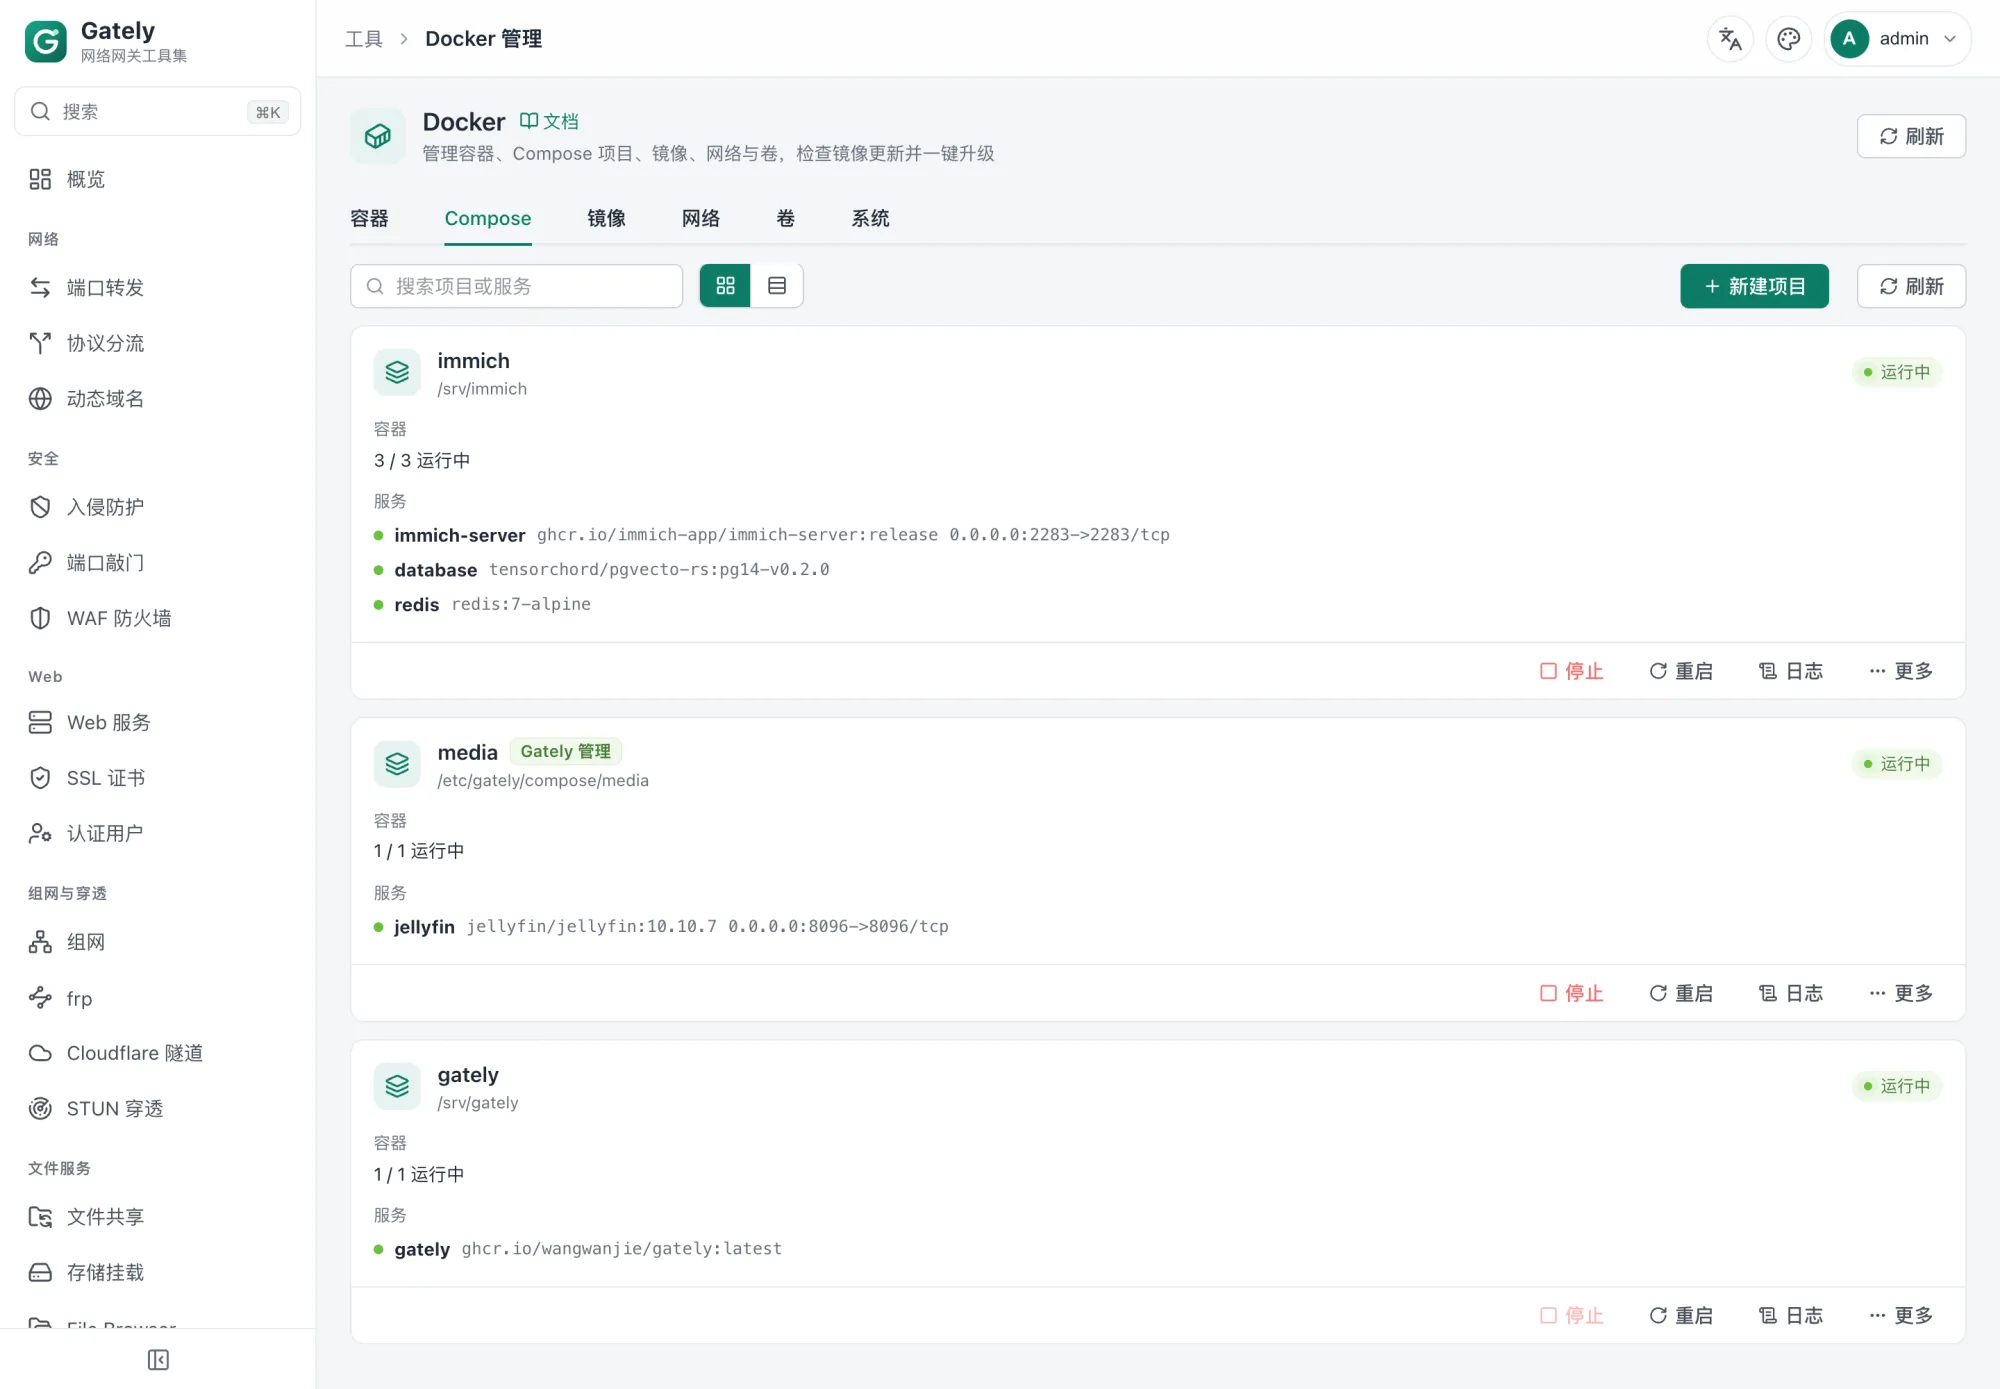 Gately
网络网关工具集
搜索 ⌘K
概览
网络
端口转发
协议分流
动态域名
安全
入侵防护
端口敲门
WAF 防火墙
Web
Web 服务
SSL 证书
认证用户
组网与穿透
组网
frp
Cloudflare 隧道
STUN 穿透
文件服务
文件共享
存储挂载
File Browser
工具 > Docker 管理
A admin
Docker 文档
管理容器、Compose 项目、镜像、网络与卷，检查镜像更新并一键升级
刷新
容器 Compose 镜像 网络 卷 系统
搜索项目或服务
+ 新建项目 刷新
immich
/srv/immich
运行中
容器
3 / 3 运行中
服务
immich-server ghcr.io/immich-app/immich-server:release 0.0.0.0:2283->2283/tcp
database tensorchord/pgvecto-rs:pg14-v0.2.0
redis redis:7-alpine
停止 重启 日志 ··· 更多
media Gately 管理
/etc/gately/compose/media
运行中
容器
1 / 1 运行中
服务
jellyfin jellyfin/jellyfin:10.10.7 0.0.0.0:8096->8096/tcp
停止 重启 日志 ··· 更多
gately
/srv/gately
运行中
容器
1 / 1 运行中
服务
gately ghcr.io/wangwanjie/gately:latest
停止 重启 日志 ··· 更多